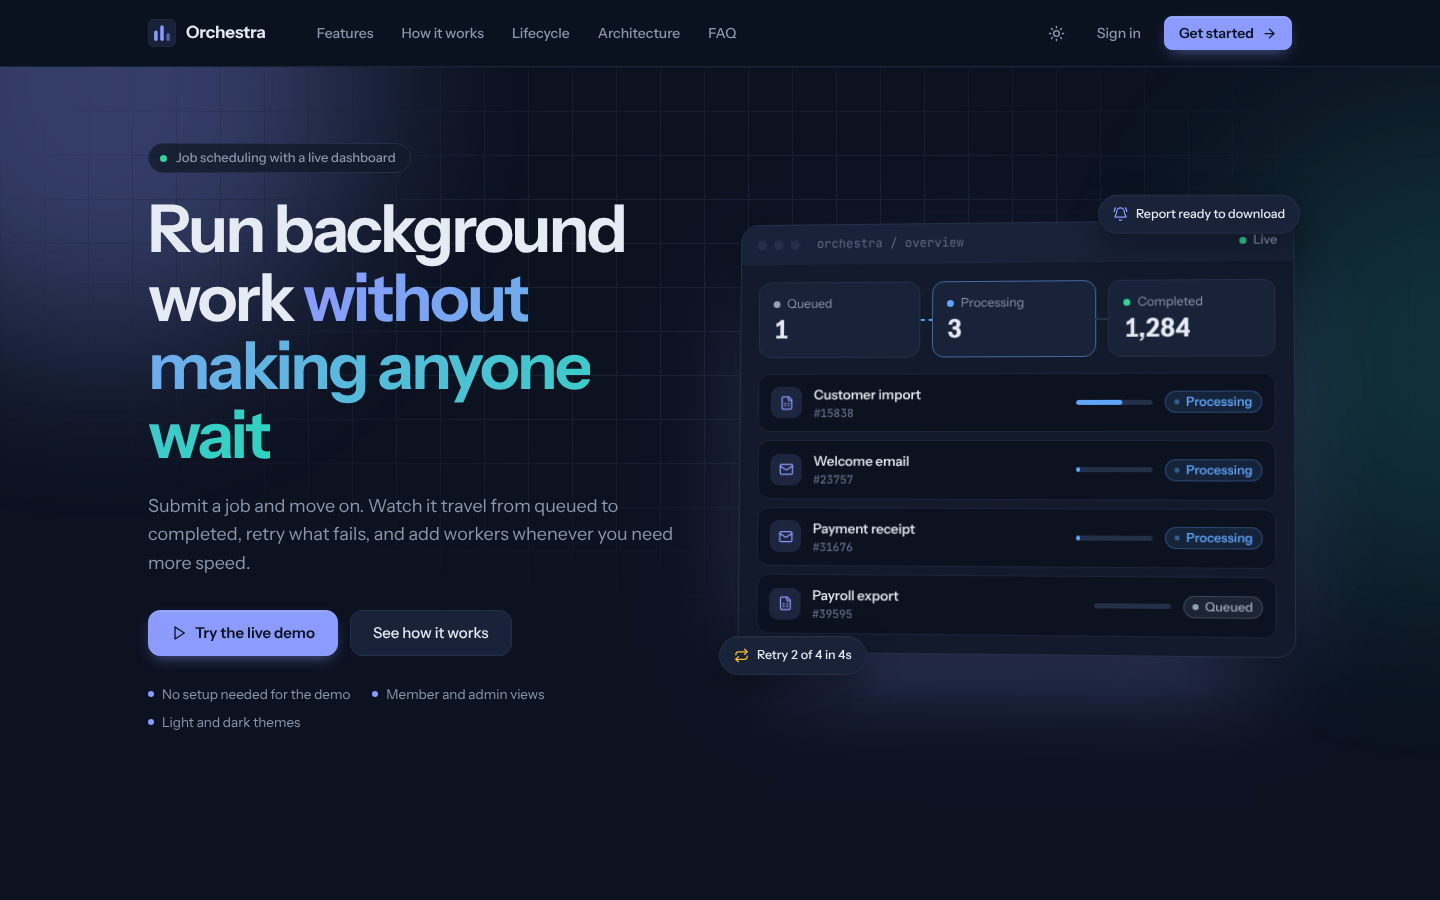 Orchestra
Features
How it works
Lifecycle
Architecture
FAQ
Sign in
Get started
Job scheduling with a live dashboard
Run background
work without
making anyone
wait
Submit a job and move on. Watch it travel from queued to
completed, retry what fails, and add workers whenever you need
more speed.
Try the live demo
See how it works
No setup needed for the demo
Member and admin views
Light and dark themes
Report ready to download
orchestra / overview
Live
Queued
1
Processing
3
Completed
1,284
Customer import
#15838
Processing
Welcome email
#23757
Processing
Payment receipt
#31676
Processing
Payroll export
#39595
Queued
Retry 2 of 4 in 4s